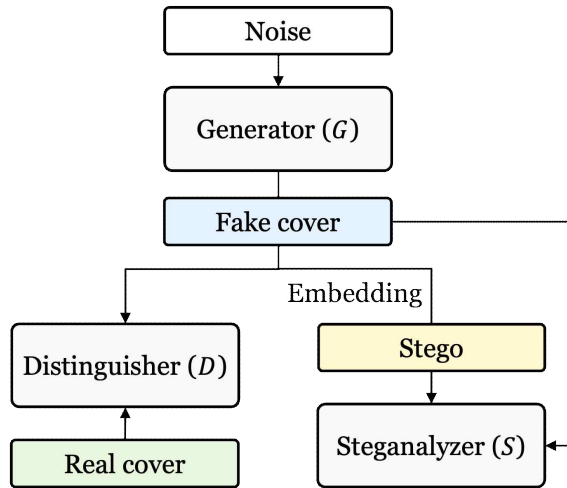 Noise
Generator (G)
Fake cover
Embedding
Distinguisher (D)
Stego
Real cover
Steganalyzer (S)